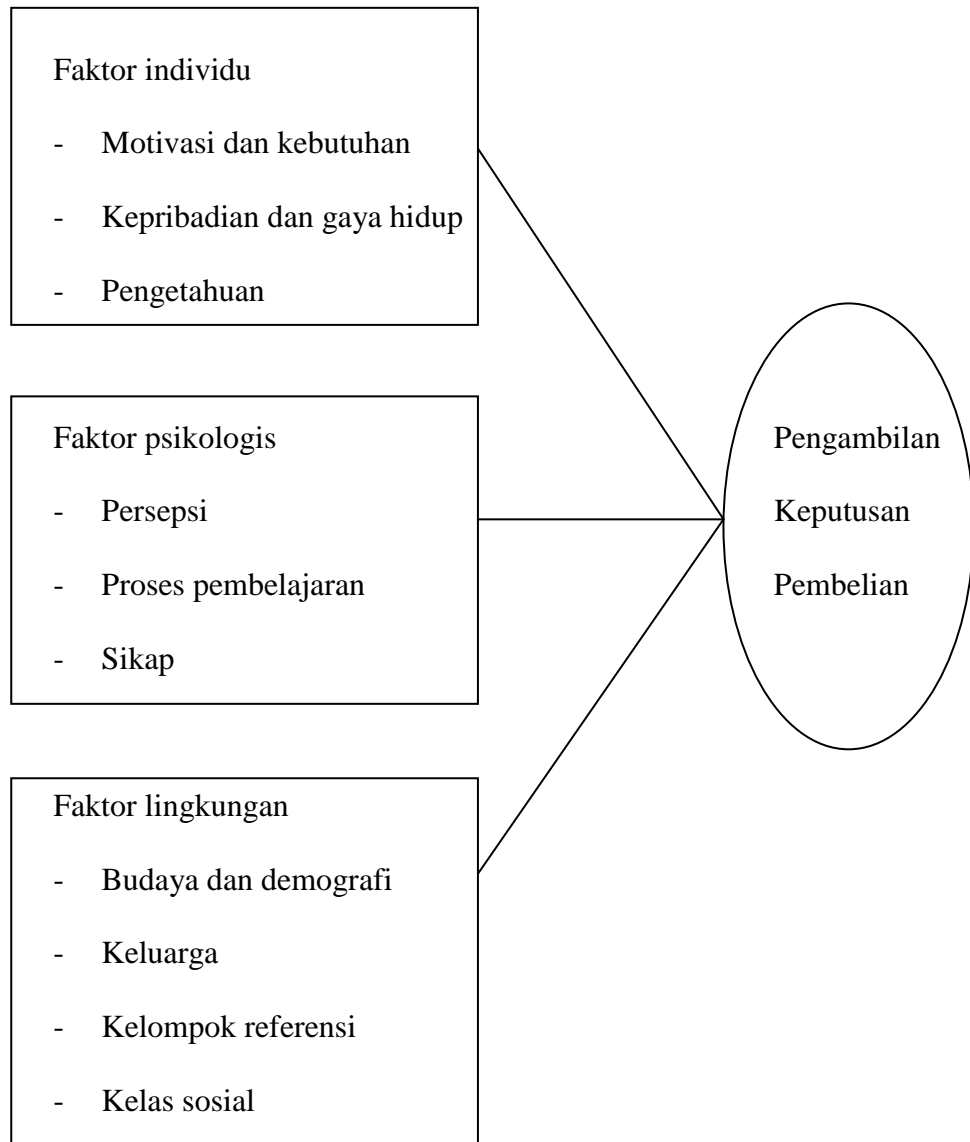 Faktor individu
- Motivasi dan kebutuhan
- Kepribadian dan gaya hidup
- Pengetahuan
Faktor psikologis
- Persepsi
- Proses pembelajaran
- Sikap
Faktor lingkungan
- Budaya dan demografi
- Keluarga
- Kelompok referensi
- Kelas sosial
Pengambilan
Keputusan
Pembelian